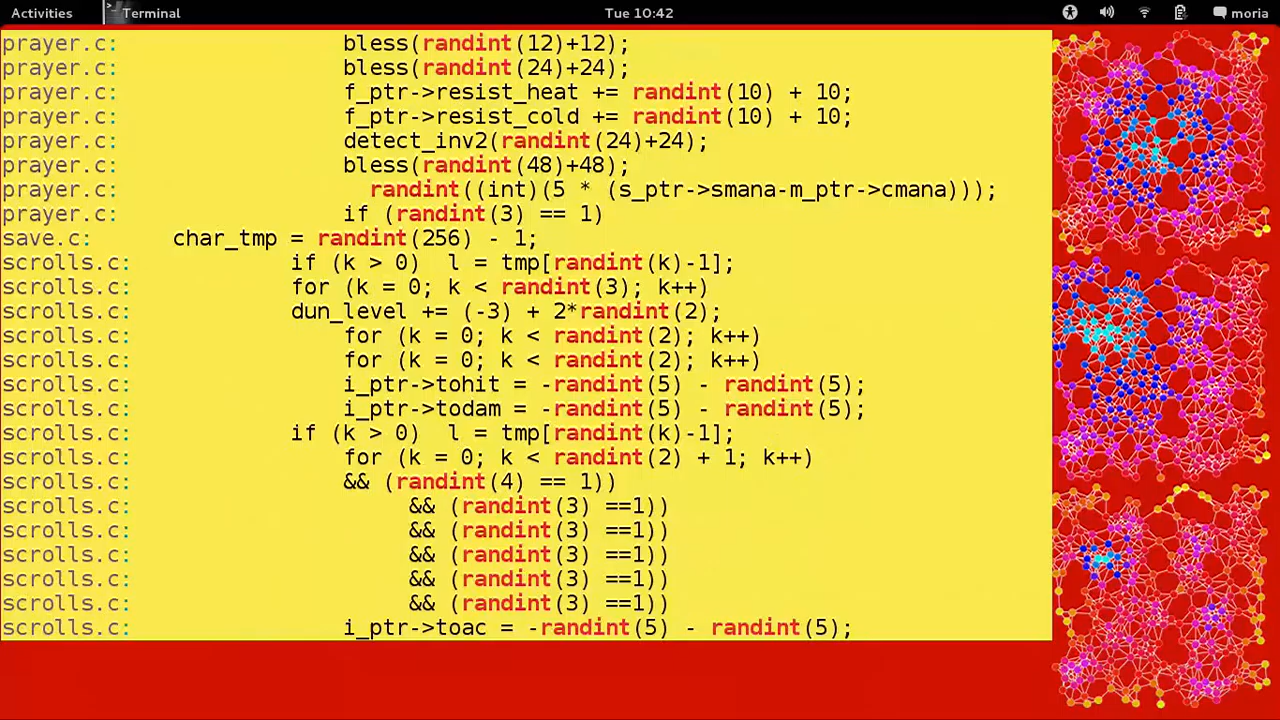 Activities Terminal Tue 10:42 moria
prayer.c: bless(randint(12)+12);
prayer.c: bless(randint(24)+24);
prayer.c: f_ptr->resist_heat += randint(10) + 10;
prayer.c: f_ptr->resist_cold += randint(10) + 10;
prayer.c: detect_inv2(randint(24)+24);
prayer.c: bless(randint(48)+48);
prayer.c: randint((int)(5 * (s_ptr->smana-m_ptr->cmana)));
prayer.c: if (randint(3) == 1)
save.c: char_tmp = randint(256) - 1;
scrolls.c: if (k > 0)  l = tmp[randint(k)-1];
scrolls.c: for (k = 0; k < randint(3); k++)
scrolls.c: dun_level += (-3) + 2*randint(2);
scrolls.c: for (k = 0; k < randint(2); k++)
scrolls.c: for (k = 0; k < randint(2); k++)
scrolls.c: i_ptr->tohit = -randint(5) - randint(5);
scrolls.c: i_ptr->todam = -randint(5) - randint(5);
scrolls.c: if (k > 0)  l = tmp[randint(k)-1];
scrolls.c: for (k = 0; k < randint(2) + 1; k++)
scrolls.c: && (randint(4) == 1))
scrolls.c: && (randint(3) ==1))
scrolls.c: && (randint(3) ==1))
scrolls.c: && (randint(3) ==1))
scrolls.c: && (randint(3) ==1))
scrolls.c: && (randint(3) ==1))
scrolls.c: i_ptr->toac = -randint(5) - randint(5);